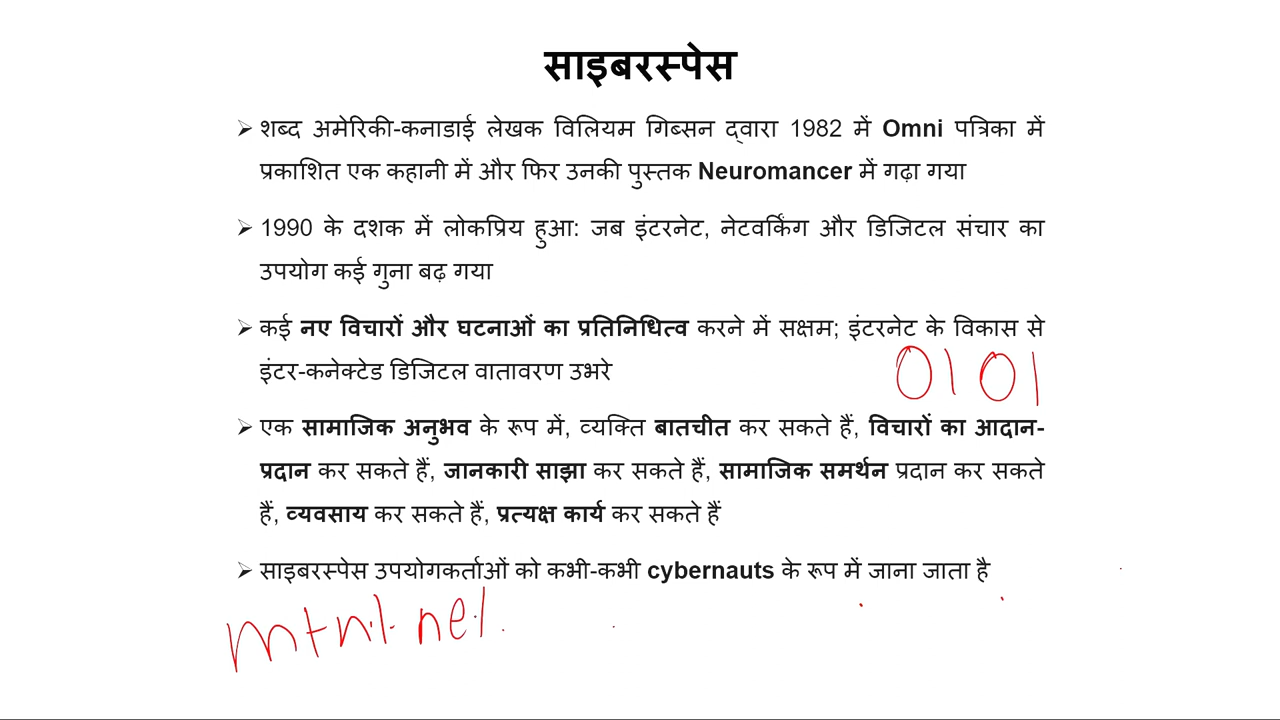 साइबरस्पेस
➢ शब्द अमेरिकी-कनाडाई लेखक विलियम गिब्सन द्वारा 1982 में Omni पत्रिका में
प्रकाशित एक कहानी में और फिर उनकी पुस्तक Neuromancer में गढ़ा गया
➢ 1990 के दशक में लोकप्रिय हुआ: जब इंटरनेट, नेटवर्किंग और डिजिटल संचार का
उपयोग कई गुना बढ़ गया
➢ कई नए विचारों और घटनाओं का प्रतिनिधित्व करने में सक्षम; इंटरनेट के विकास से
इंटर-कनेक्टेड डिजिटल वातावरण उभरे
0101
➢ एक सामाजिक अनुभव के रूप में, व्यक्ति बातचीत कर सकते हैं, विचारों का आदान-
प्रदान कर सकते हैं, जानकारी साझा कर सकते हैं, सामाजिक समर्थन प्रदान कर सकते
हैं, व्यवसाय कर सकते हैं, प्रत्यक्ष कार्य कर सकते हैं
➢ साइबरस्पेस उपयोगकर्ताओं को कभी-कभी cybernauts के रूप में जाना जाता है